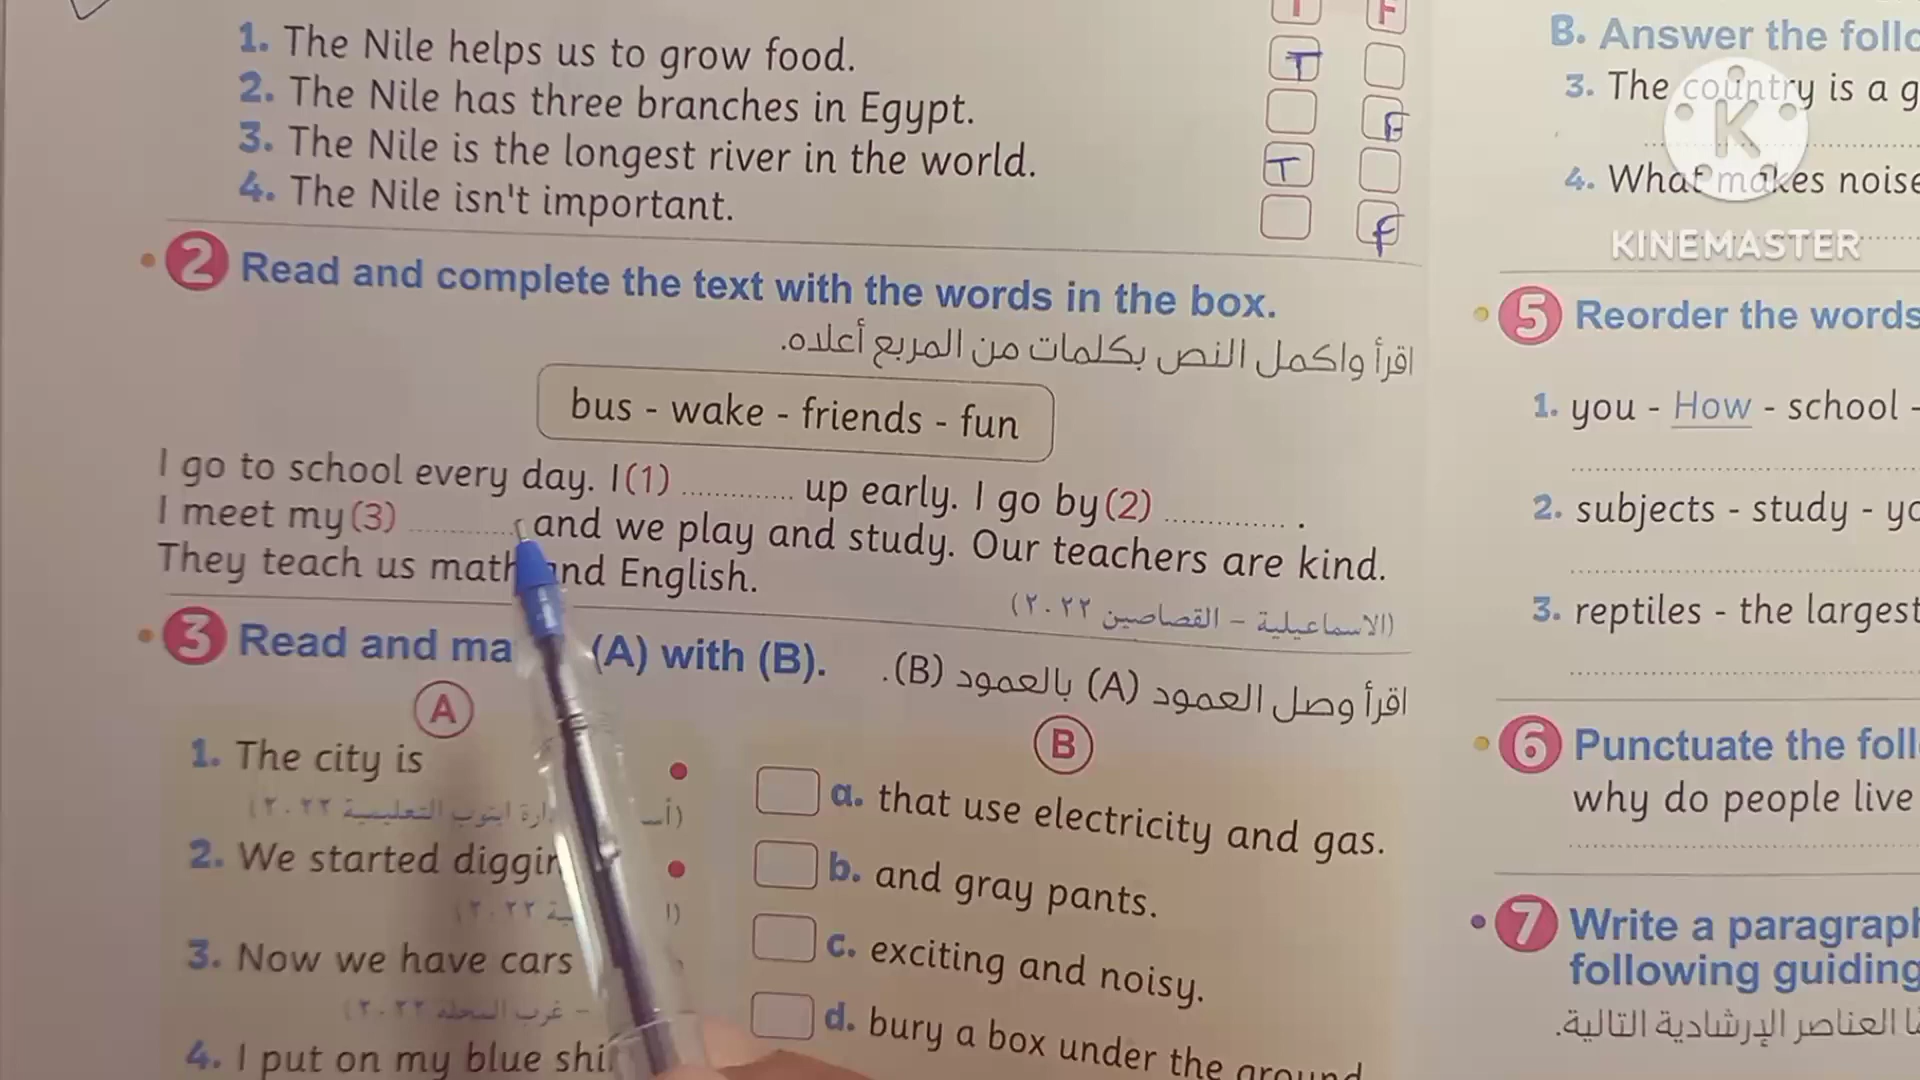 T F
1. The Nile helps us to grow food. T
2. The Nile has three branches in Egypt. F
3. The Nile is the longest river in the world. T
4. The Nile isn't important. F
2 Read and complete the text with the words in the box.
اقرأ واكمل النص بكلمات من المربع أعلاه.
bus - wake - friends - fun
I go to school every day. I (1) ............ up early. I go by (2) ............ .
I meet my (3) ............ and we play and study. Our teachers are kind.
They teach us math and English.
(الاسماعيلية - القصاصين ٢٠٢٢)
3 Read and ma (A) with (B).
اقرأ وصل العمود (A) بالعمود (B).
A
1. The city is
ارة ابنوب التعليمية ٢٠٢٢)
2. We started diggin
٢٠٢٢)
3. Now we have cars
- غرب المحله ٢٠٢٢)
4. I put on my blue shi
B
a. that use electricity and gas.
b. and gray pants.
c. exciting and noisy.
d. bury a box under the ground
B. Answer the follo
3. The country is a g
4. What makes noise
KINEMASTER
5 Reorder the words
1. you - How - school -
2. subjects - study - yo
3. reptiles - the largest
6 Punctuate the foll
why do people live
7 Write a paragraph
following guiding
العناصر الإرشادية التالية.